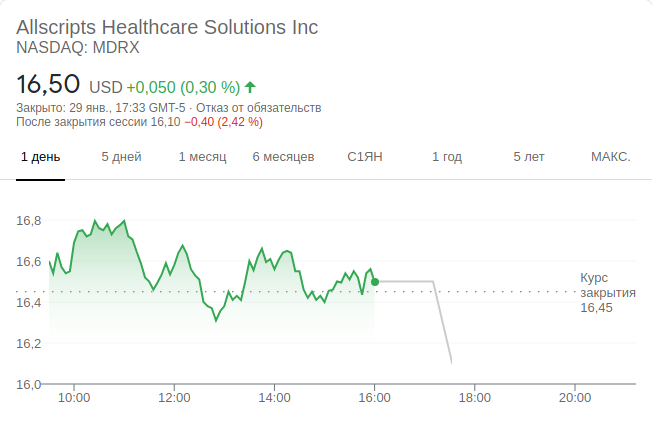 Allscripts Healthcare Solutions Inc
NASDAQ: MDRX
16,50 USD +0,050 (0,30 %)
Закрыто: 29 янв., 17:33 GMT-5 · Отказ от обязательств
После закрытия сессии 16,10 −0,40 (2,42 %)
1 день 5 дней 1 месяц 6 месяцев С1ЯН 1 год 5 лет МАКС.
16,8
16,6
16,4
16,2
16,0
Курс
закрытия
16,45
10:00 12:00 14:00 16:00 18:00 20:00